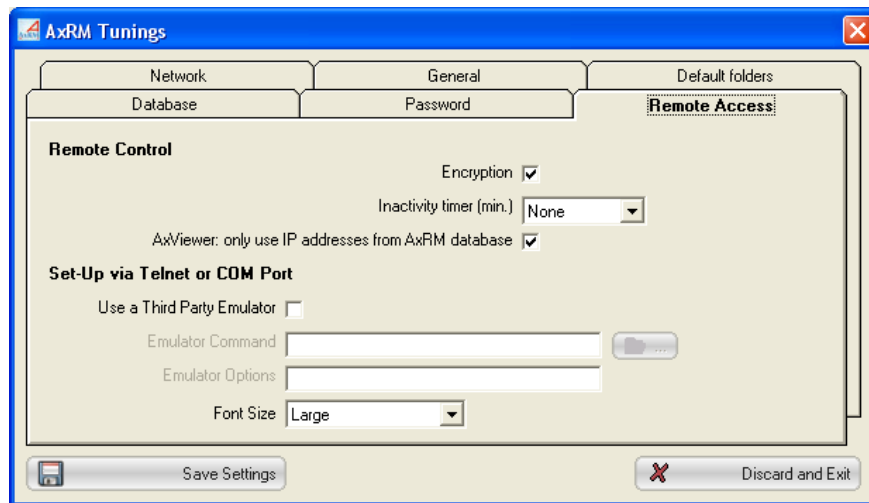 AxRM Tunings
Network General Default folders
Database Password Remote Access
Remote Control
Encryption
Inactivity timer (min.) None
AxViewer: only use IP addresses from AxRM database
Set-Up via Telnet or COM Port
Use a Third Party Emulator
Emulator Command ...
Emulator Options
Font Size Large
Save Settings Discard and Exit